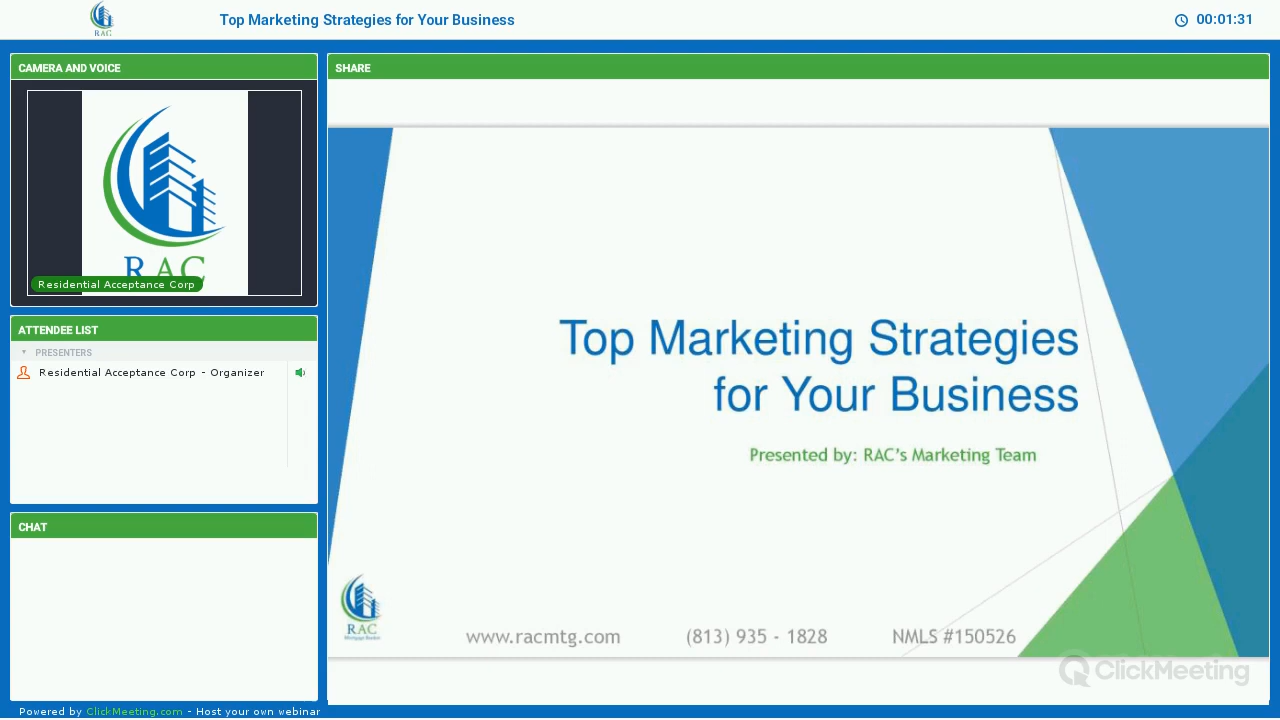 RAC
Top Marketing Strategies for Your Business
00:01:31
CAMERA AND VOICE
RAC
Residential Acceptance Corp
ATTENDEE LIST
PRESENTERS
Residential Acceptance Corp - Organizer
CHAT
SHARE
Top Marketing Strategies
for Your Business
Presented by: RAC's Marketing Team
RAC
www.racmtg.com (813) 935 - 1828 NMLS #150526
ClickMeeting
Powered by ClickMeeting.com - Host your own webinar